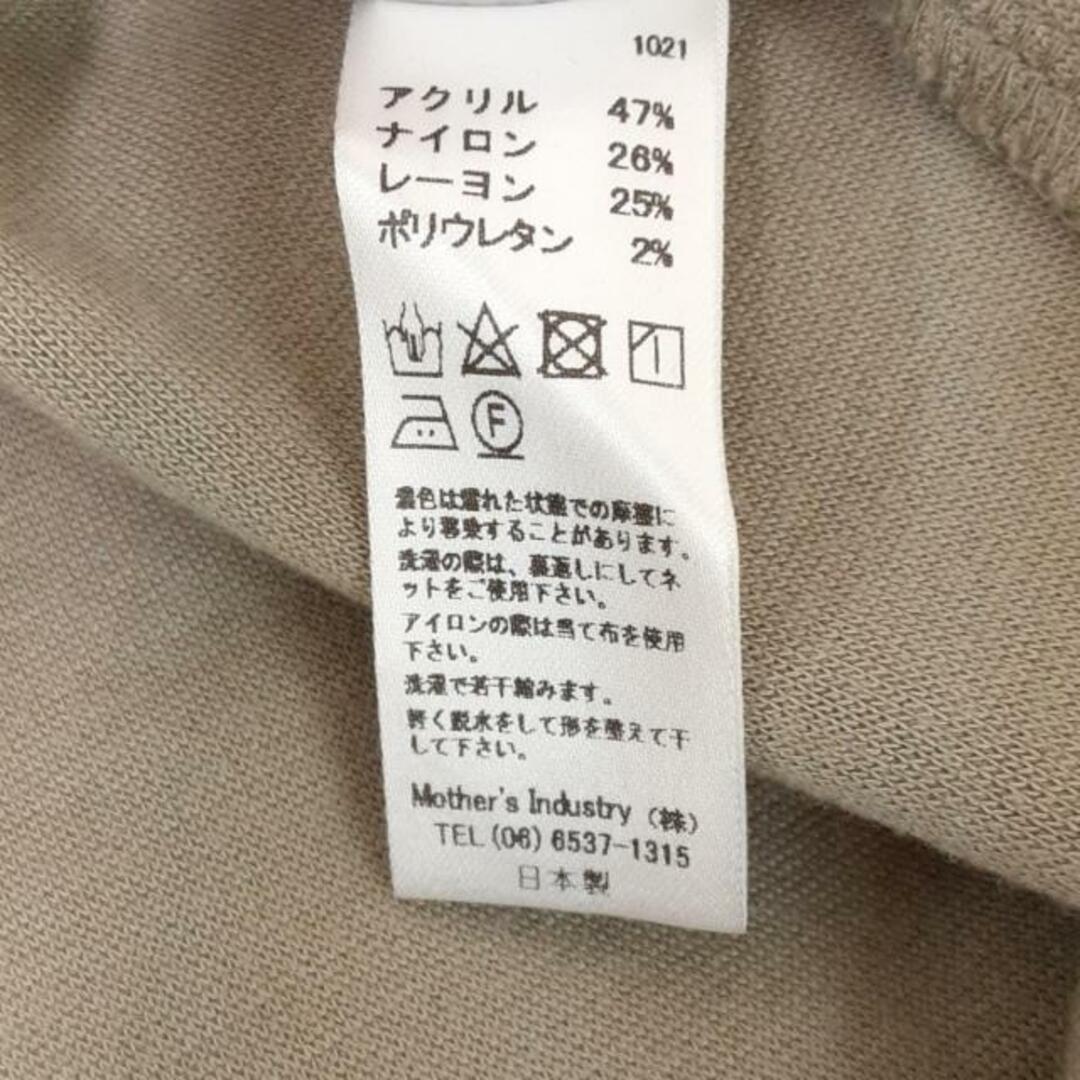 1021
アクリル 47%
ナイロン 26%
レーヨン 25%
ポリウレタン 2%
F
濃色は濡れた状態での摩擦に
より移染することがあります。
洗濯の際は、裏返しにしてネ
ットをご使用下さい。
アイロンの際は当て布を使用
下さい。
洗濯で若干縮みます。
軽く脱水をして形を整えて干
して下さい。
Mother's Industry (株)
TEL (06) 6537-1315
日本製